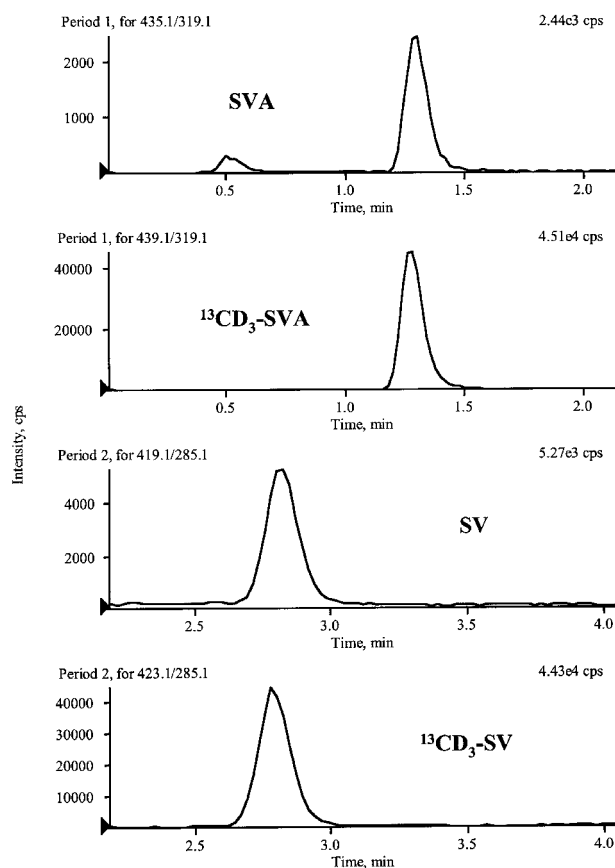 Period 1, for 435.1/319.1 2.44e3 cps
2000
SVA
1000
0.5 1.0 1.5 2.0
Time, min
Period 1, for 439.1/319.1 4.51e4 cps
40000
20000
¹³CD₃-SVA
0.5 1.0 1.5 2.0
Time, min
Intensity, cps
Period 2, for 419.1/285.1 5.27e3 cps
4000
SV
2000
2.5 3.0 3.5 4.0
Time, min
Period 2, for 423.1/285.1 4.43e4 cps
40000
30000
¹³CD₃-SV
20000
10000
2.5 3.0 3.5 4.0
Time, min